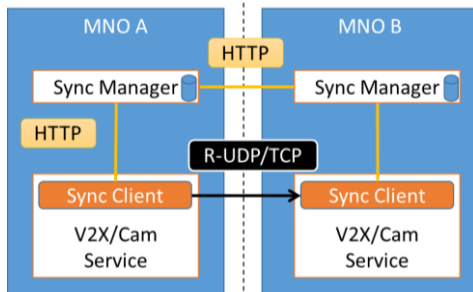 MNO A
MNO B
HTTP
Sync Manager
Sync Manager
HTTP
R-UDP/TCP
Sync Client
Sync Client
V2X/Cam
Service
V2X/Cam
Service